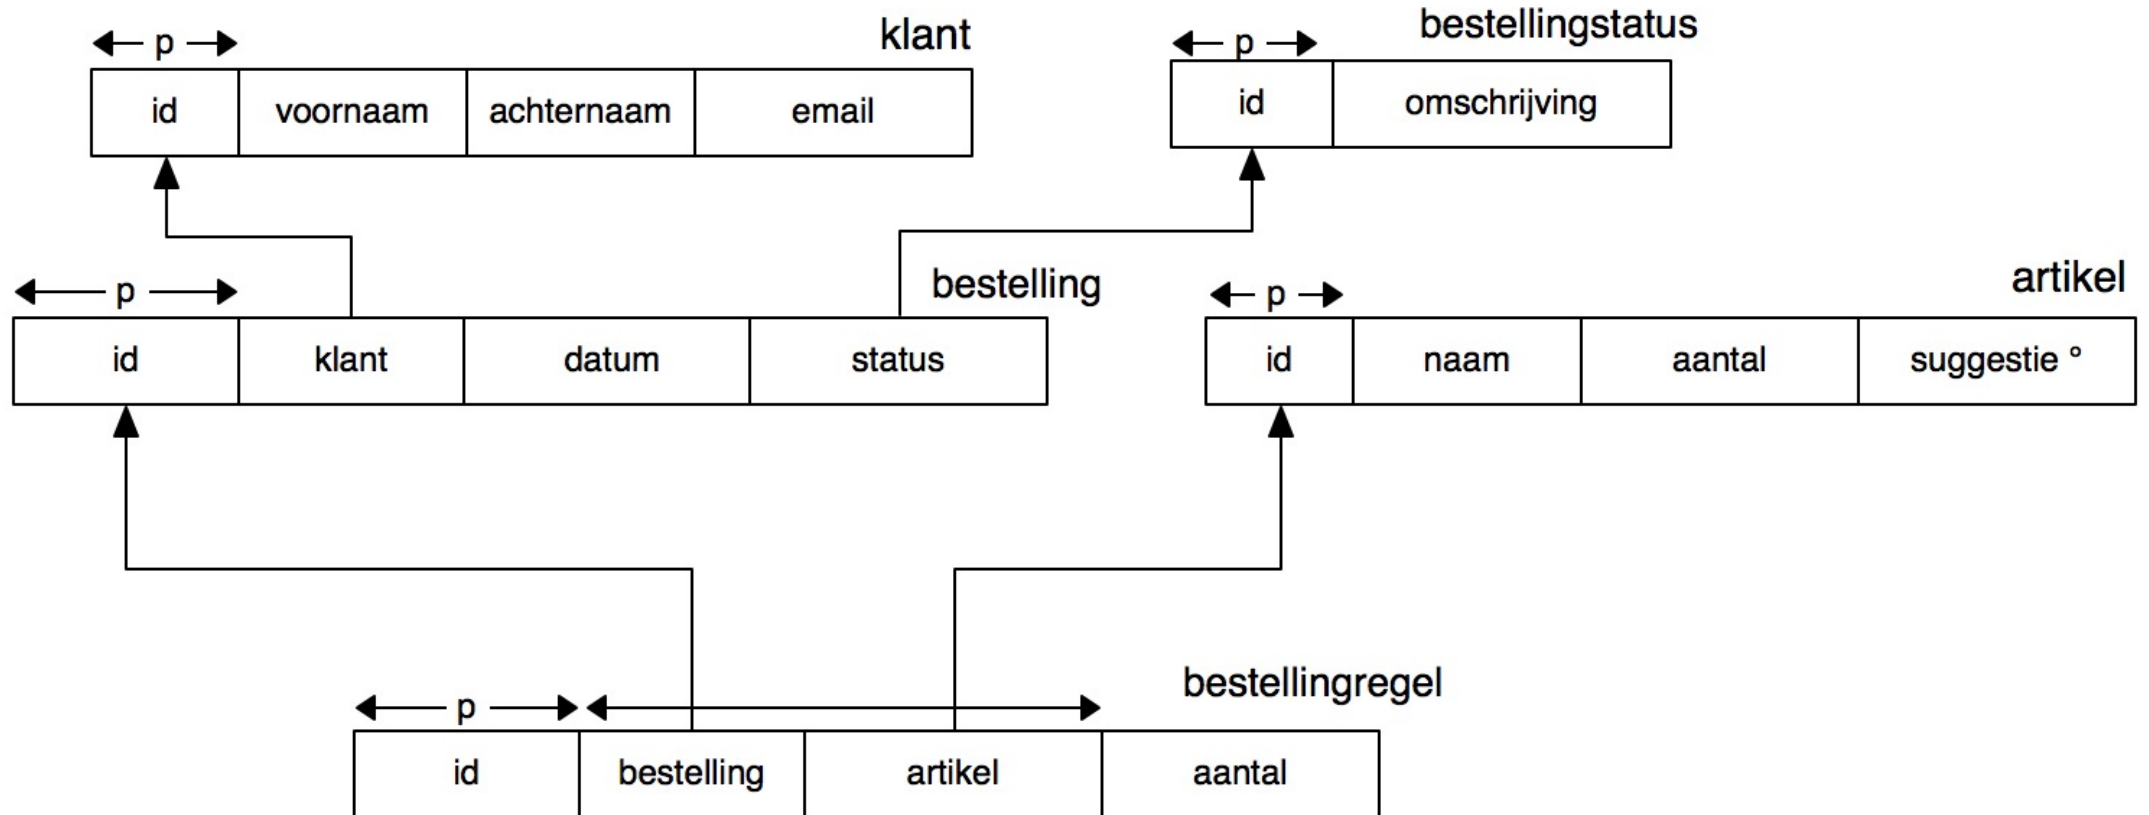 klant
p
id voornaam achternaam email
bestellingstatus
p
id omschrijving
bestelling
p
id klant datum status
artikel
p
id naam aantal suggestie °
bestellingregel
p
id bestelling artikel aantal